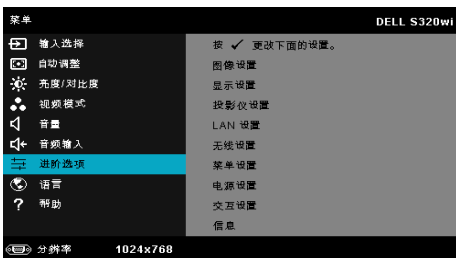 菜单
DELL S320wi
输入选择
自动调整
亮度/对比度
视频模式
音量
音频输入
进阶选项
语言
帮助
按 ✓ 更改下面的设置。
图像设置
显示设置
投影仪设置
LAN 设置
无线设置
菜单设置
电源设置
交互设置
信息
分辨率 1024x768